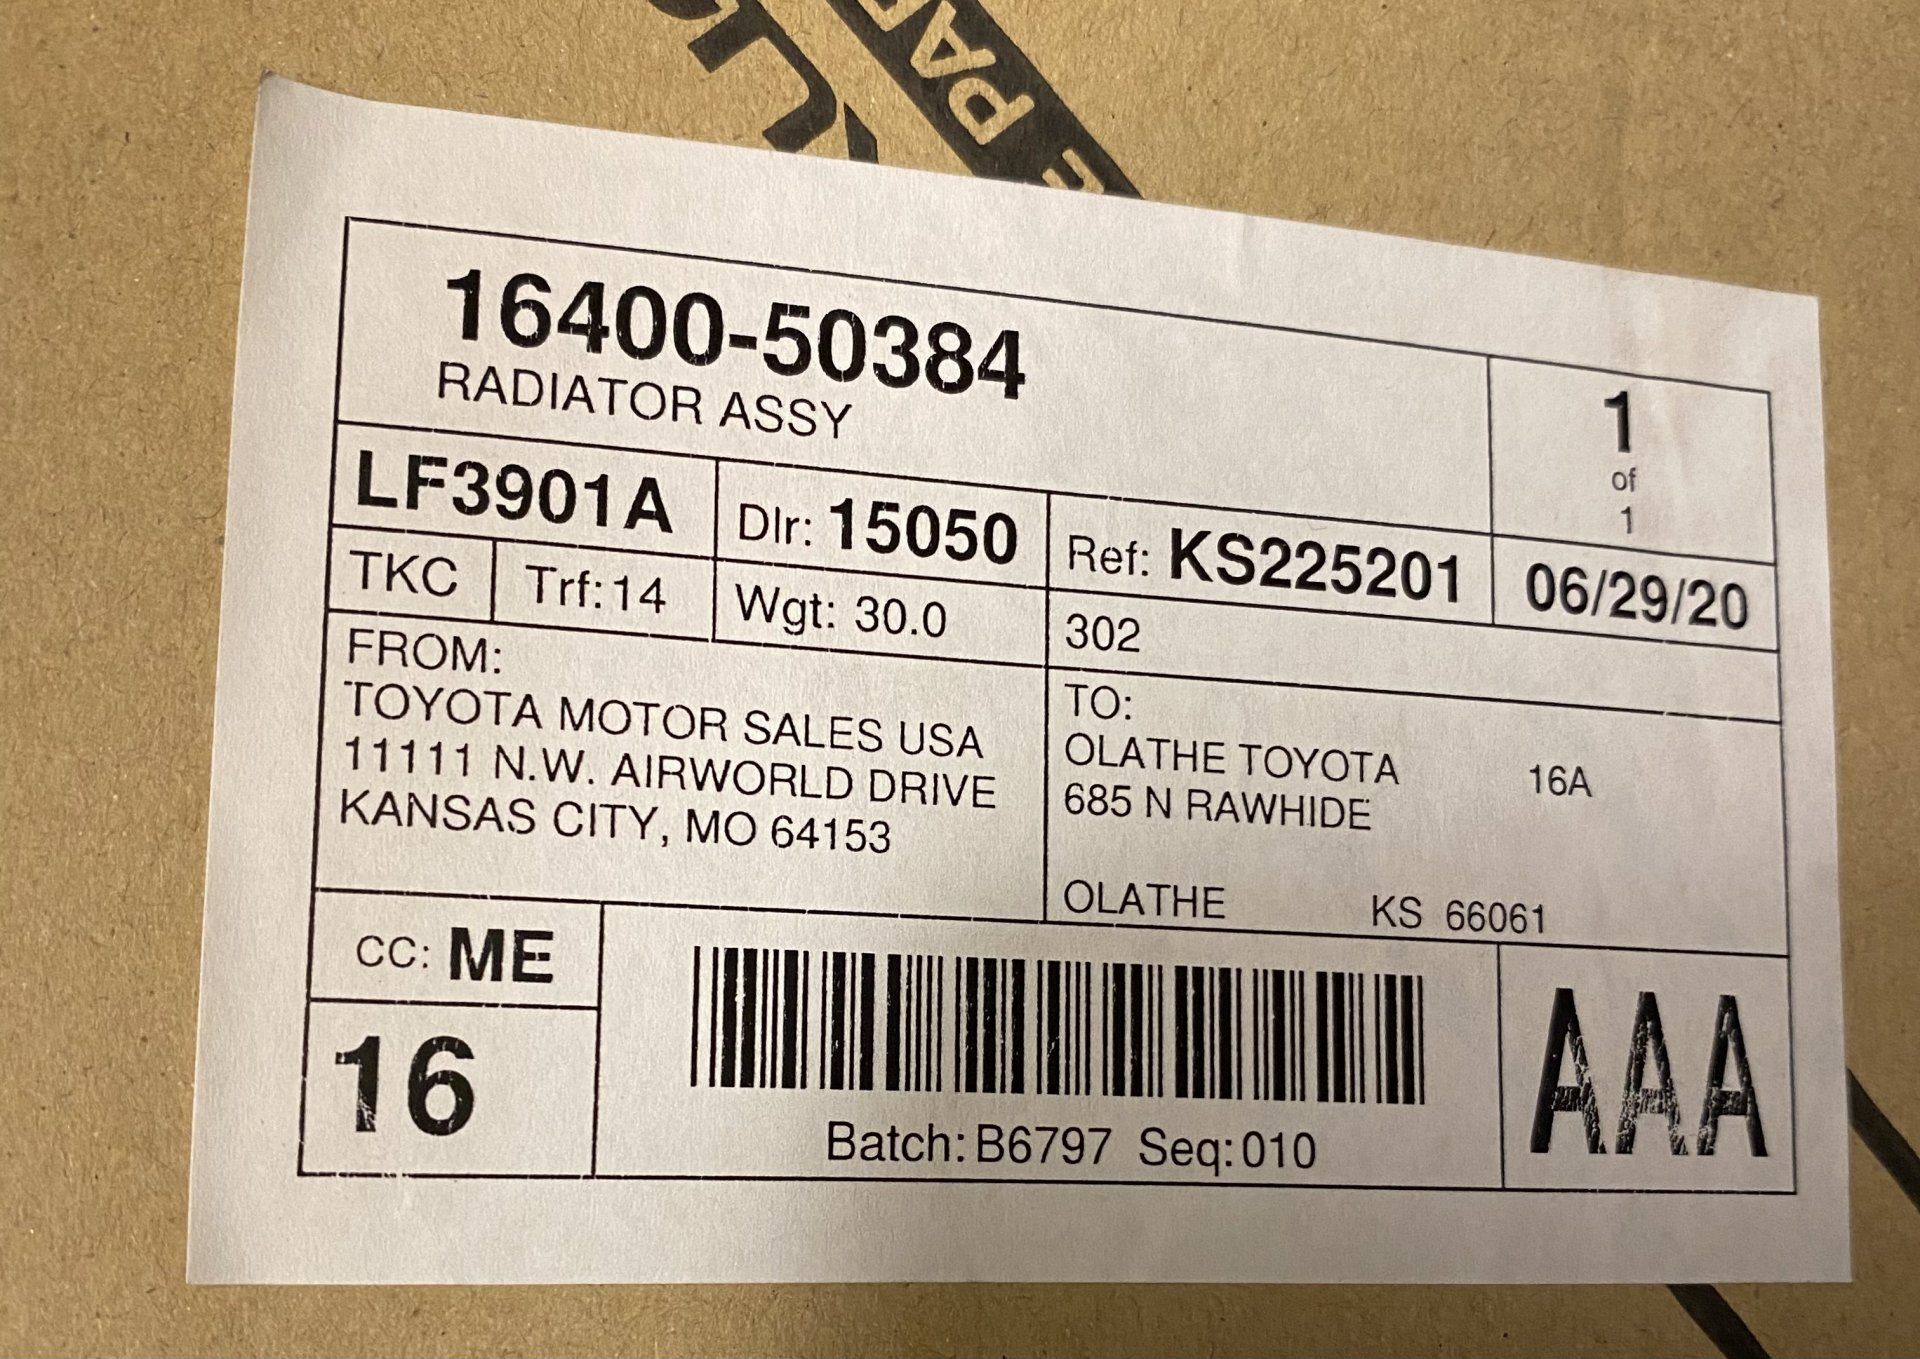 PAR
16400-50384
RADIATOR ASSY
1
of
1
LF3901A
Dlr: 15050
Ref: KS225201
06/29/20
TKC
Trf: 14
Wgt: 30.0
302
FROM:
TOYOTA MOTOR SALES USA
11111 N.W. AIRWORLD DRIVE
KANSAS CITY, MO 64153
TO:
OLATHE TOYOTA 16A
685 N RAWHIDE
OLATHE KS 66061
CC: ME
16
Batch: B6797 Seq: 010
AAA